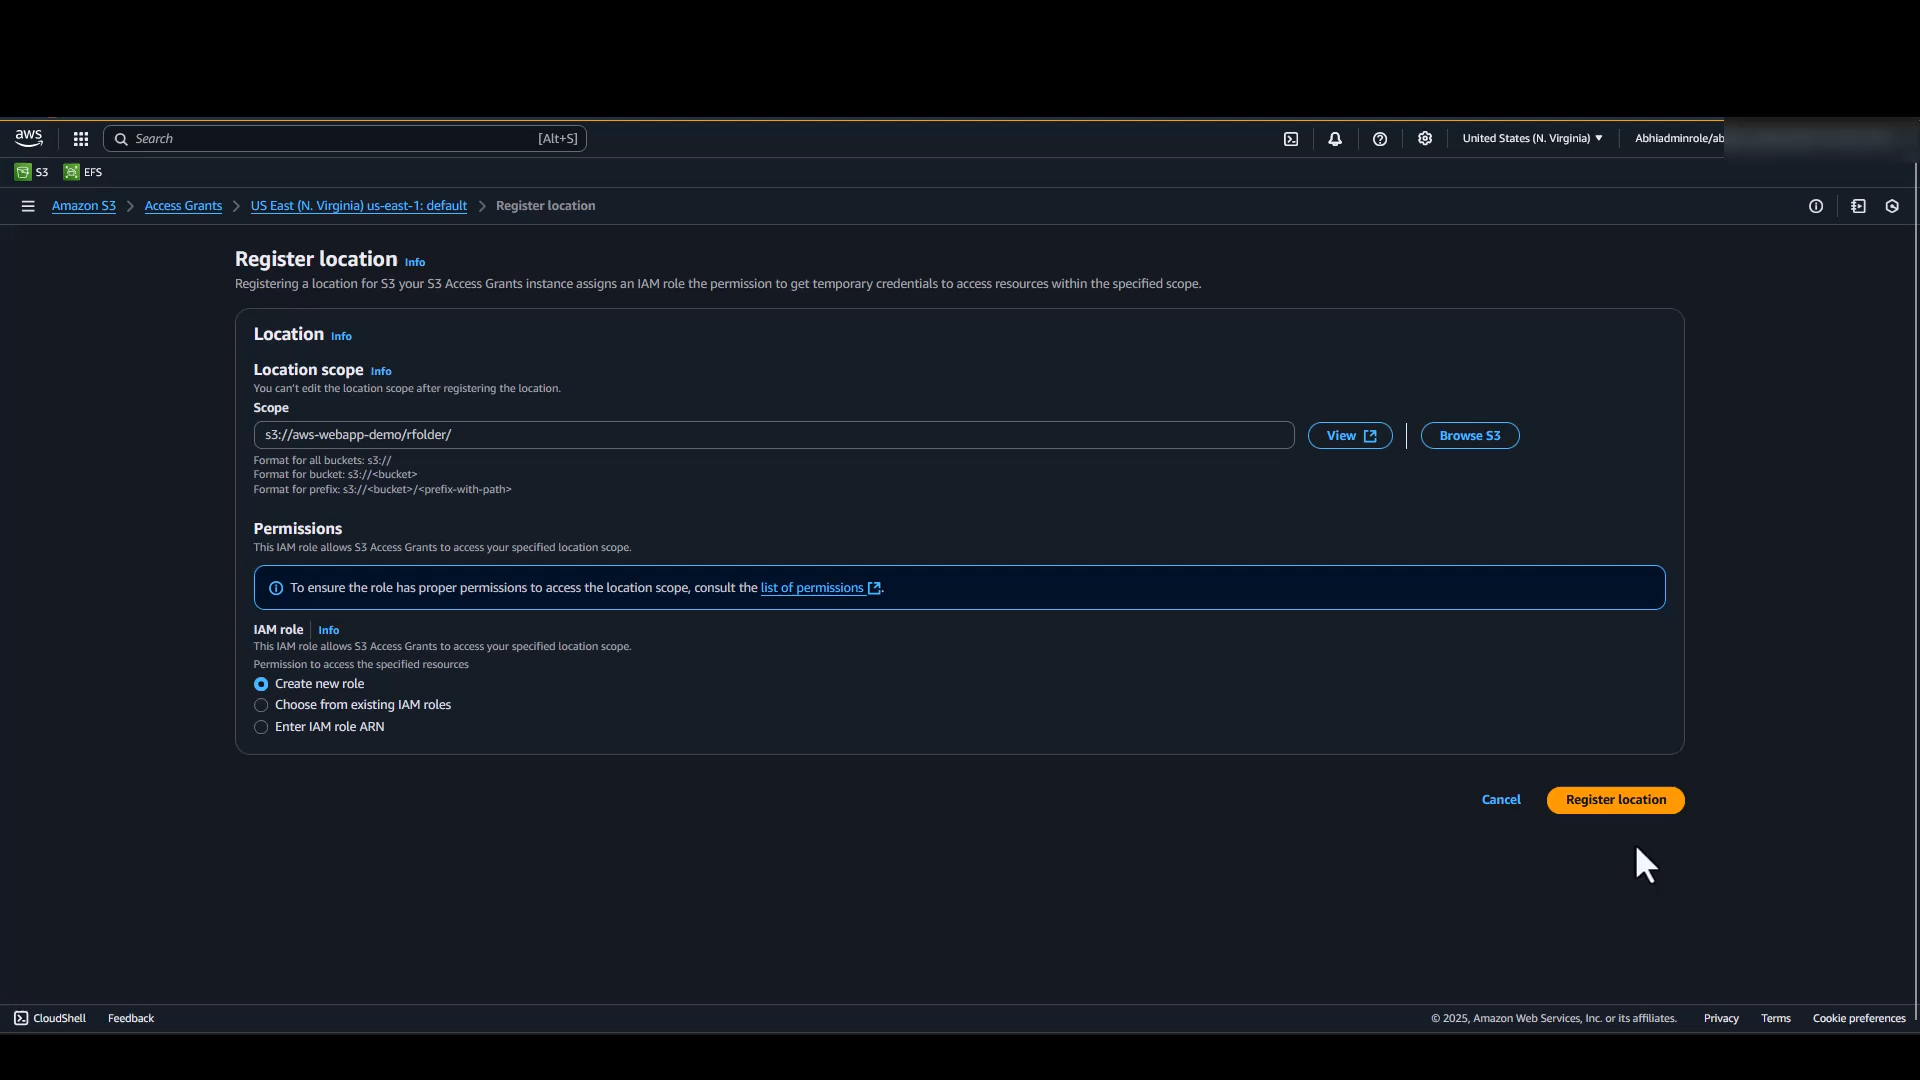 aws
Search [Alt+S]
United States (N. Virginia)
Abhiadminrole/ab
S3
EFS
Amazon S3
Access Grants
US East (N. Virginia) us-east-1: default
Register location
Register location Info
Registering a location for S3 your S3 Access Grants instance assigns an IAM role the permission to get temporary credentials to access resources within the specified scope.
Location Info
Location scope Info
You can't edit the location scope after registering the location.
Scope
s3://aws-webapp-demo/rfolder/
View
Browse S3
Format for all buckets: s3://
Format for bucket: s3://<bucket>
Format for prefix: s3://<bucket>/<prefix-with-path>
Permissions
This IAM role allows S3 Access Grants to access your specified location scope.
To ensure the role has proper permissions to access the location scope, consult the list of permissions.
IAM role Info
This IAM role allows S3 Access Grants to access your specified location scope.
Permission to access the specified resources
Create new role
Choose from existing IAM roles
Enter IAM role ARN
Cancel
Register location
CloudShell
Feedback
© 2025, Amazon Web Services, Inc. or its affiliates.
Privacy
Terms
Cookie preferences